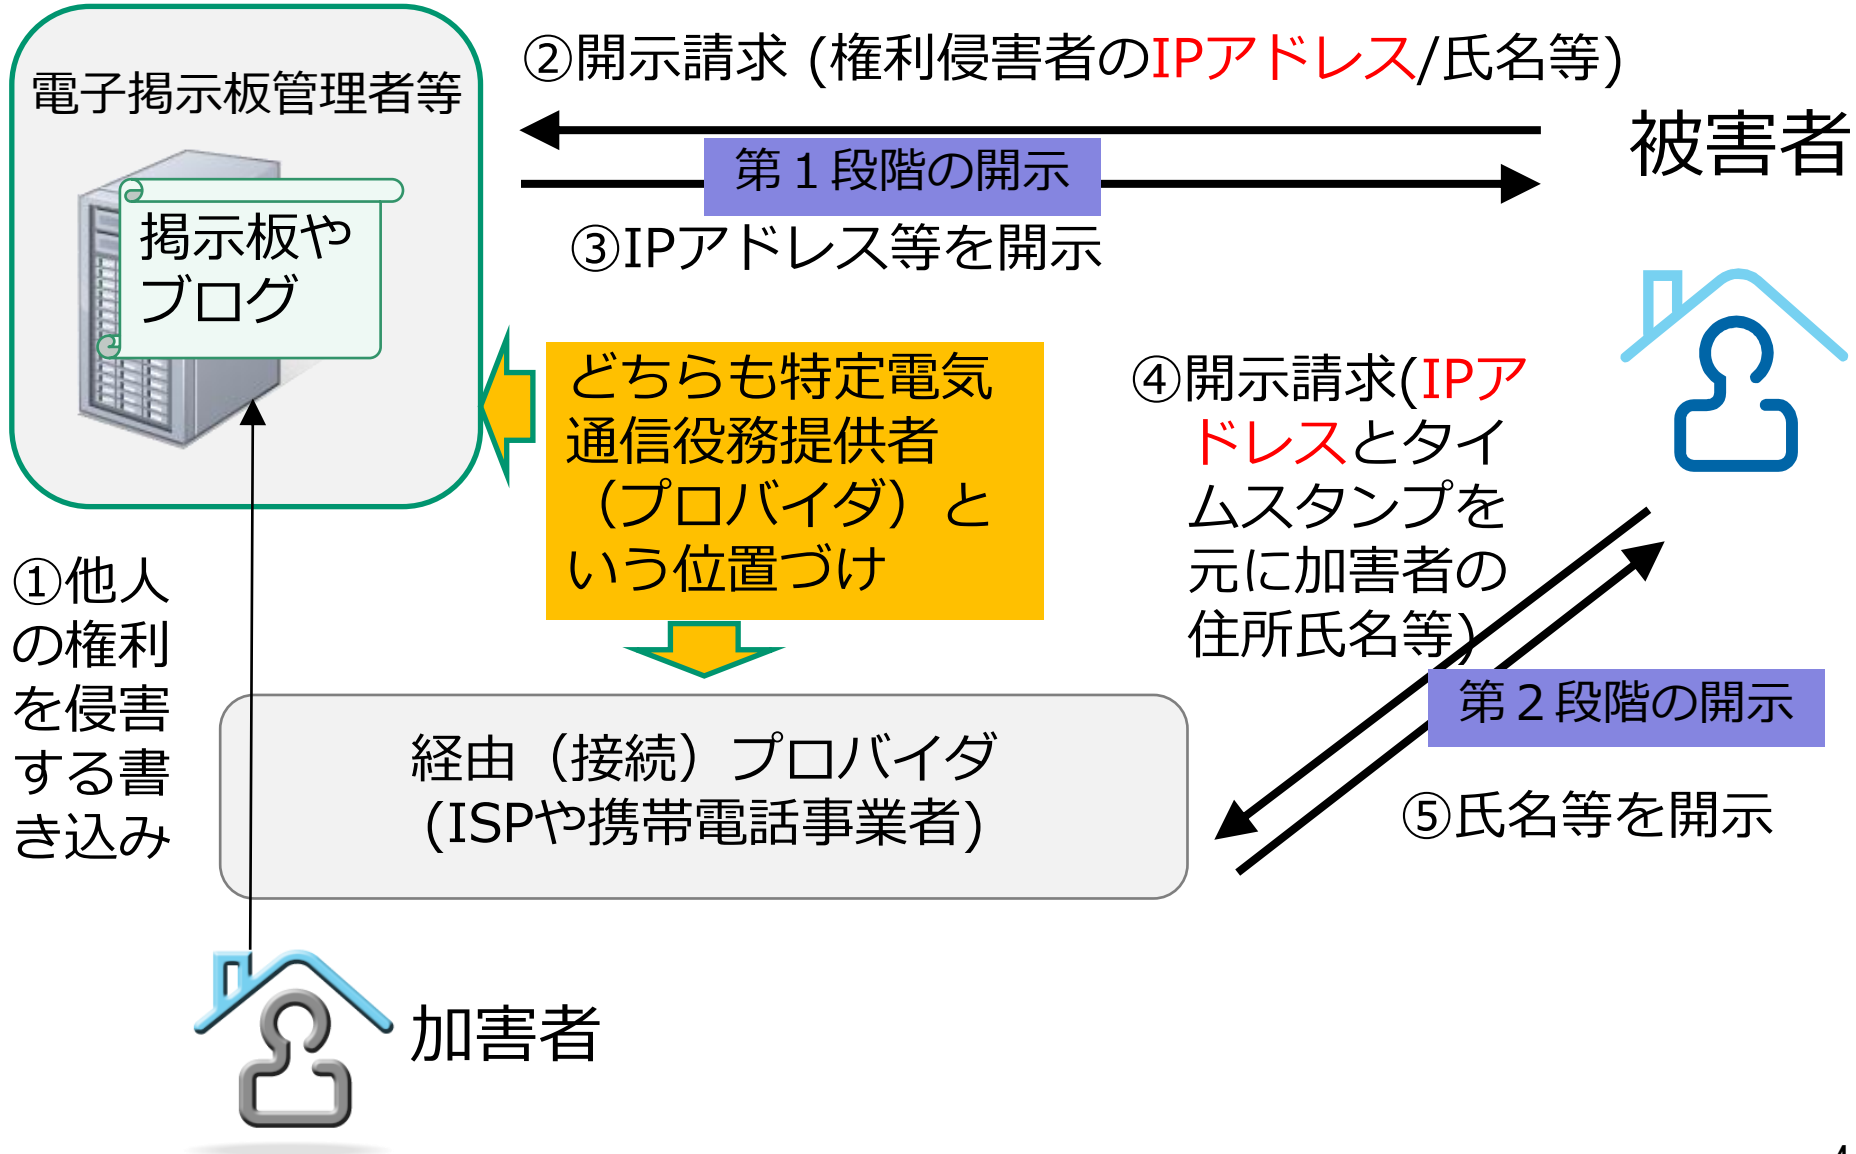 ②開示請求 (権利侵害者のIPアドレス/氏名等)
電子掲示板管理者等
被害者
第１段階の開示
掲示板や
ブログ
③IPアドレス等を開示
どちらも特定電気
通信役務提供者
（プロバイダ）と
いう位置づけ
④開示請求(IPア
ドレスとタイ
ムスタンプを
元に加害者の
住所氏名等)
①他人
の権利
を侵害
する書
き込み
第２段階の開示
経由（接続）プロバイダ
(ISPや携帯電話事業者)
⑤氏名等を開示
加害者